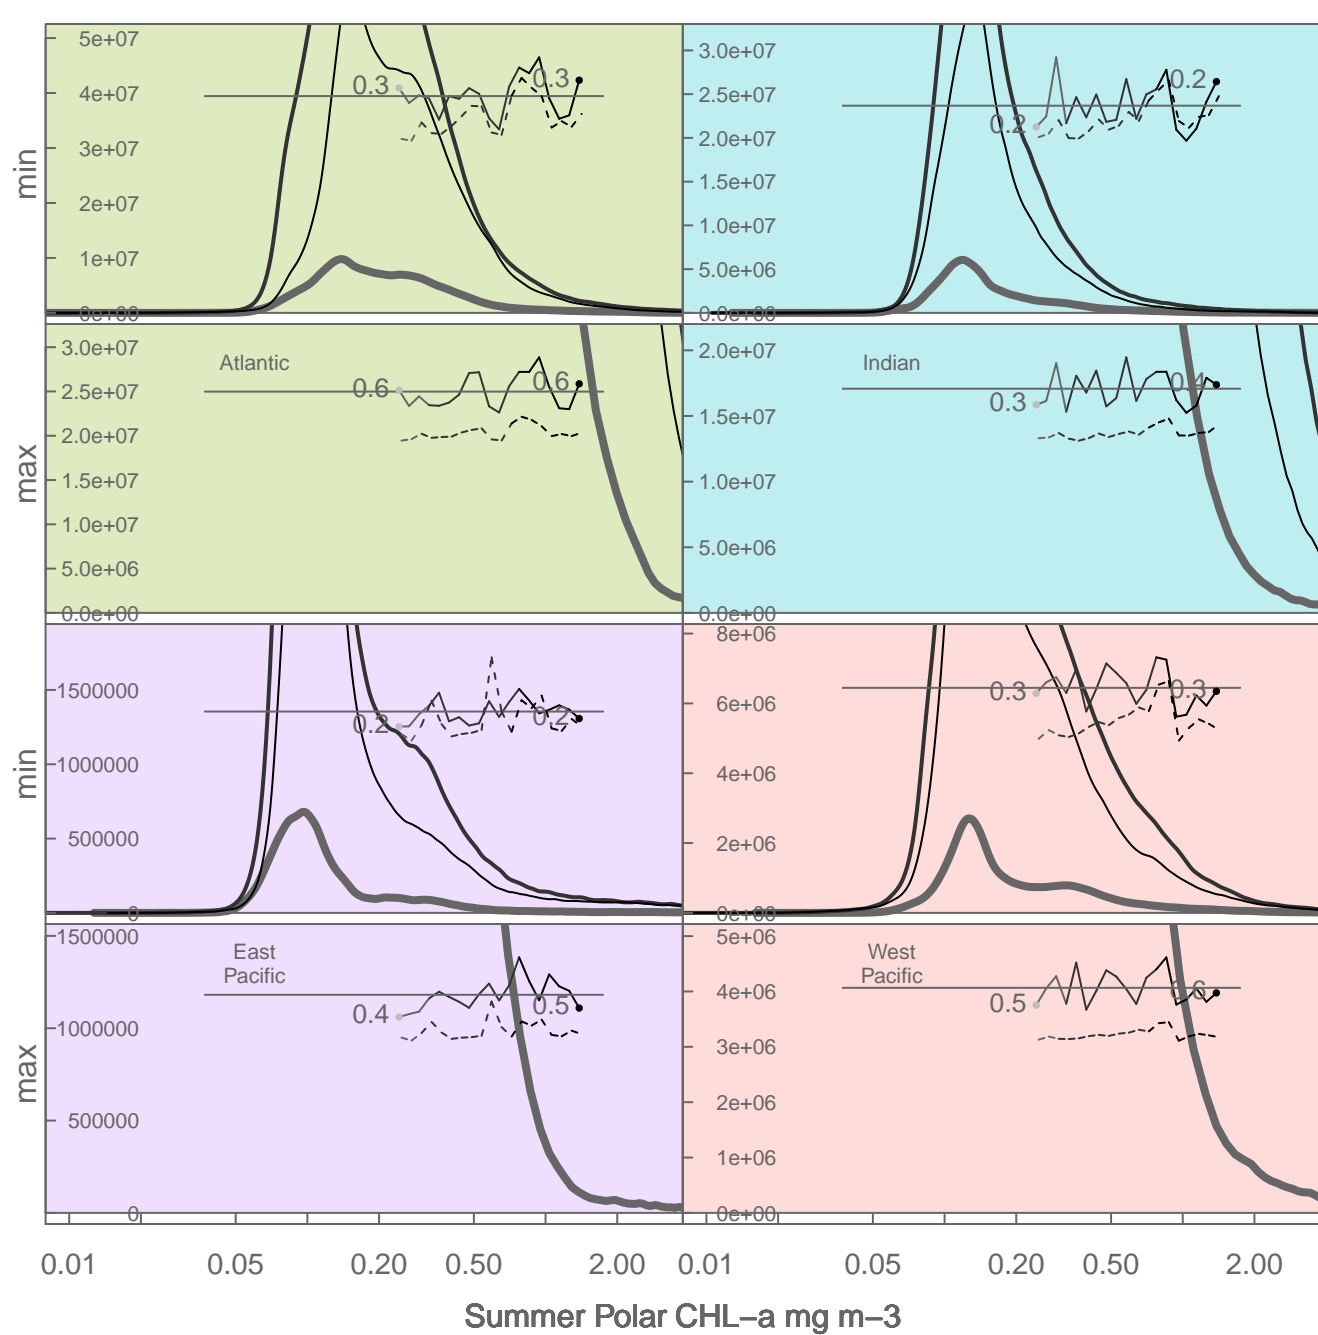 5e+07
4e+07
3e+07
2e+07
1e+07
0e+00
min
0.3
0.3
3.0e+07
2.5e+07
2.0e+07
1.5e+07
1.0e+07
5.0e+06
0.0e+00
0.2
0.2
3.0e+07
2.5e+07
2.0e+07
1.5e+07
1.0e+07
5.0e+06
0.0e+00
max
Atlantic
0.6
0.6
2.0e+07
1.5e+07
1.0e+07
5.0e+06
0.0e+00
Indian
0.3
0.4
1500000
1000000
500000
0
min
0.2
0.2
8e+06
6e+06
4e+06
2e+06
0e+00
0.3
0.3
1500000
1000000
500000
0
max
East
Pacific
0.4
0.5
5e+06
4e+06
3e+06
2e+06
1e+06
0e+00
West
Pacific
0.5
0.6
0.01 0.05 0.20 0.50 2.00 0.01 0.05 0.20 0.50 2.00
Summer Polar CHL−a mg m−3